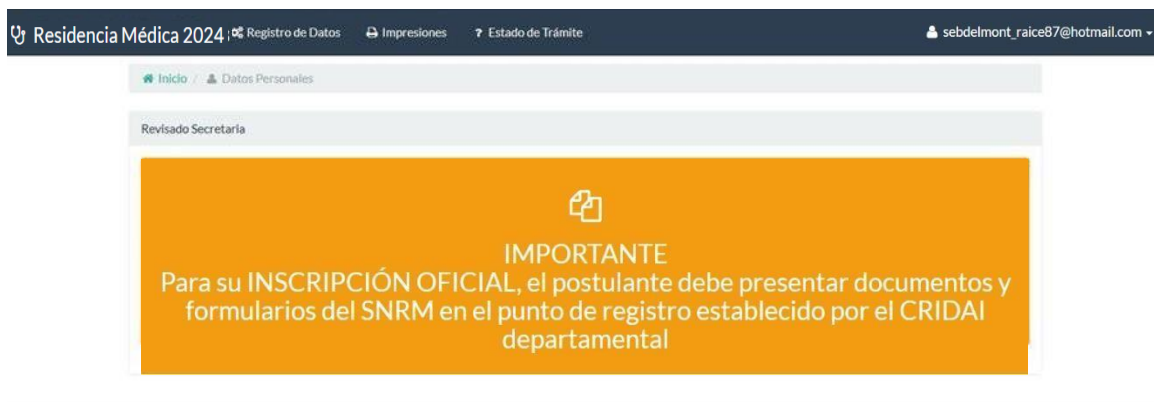 Residencia Médica 2024 Registro de Datos Impresiones ? Estado de Trámite sebdelmont_raice87@hotmail.com
Inicio / Datos Personales
Revisado Secretaria
IMPORTANTE
Para su INSCRIPCIÓN OFICIAL, el postulante debe presentar documentos y
formularios del SNRM en el punto de registro establecido por el CRIDAI
departamental